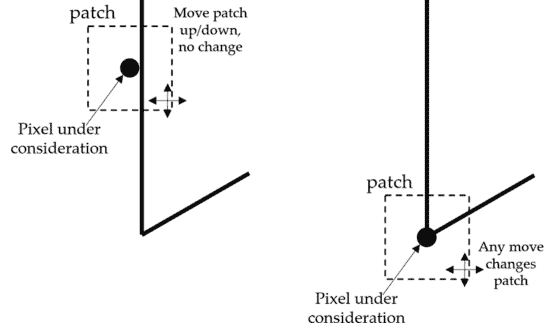 patch
Move patch
up/down,
no change
Pixel under
consideration
patch
Any move
changes
patch
Pixel under
consideration